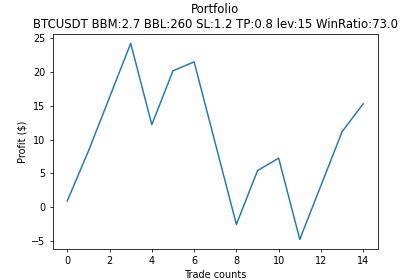 Portfolio
BTCUSDT BBM:2.7 BBL:260 SL:1.2 TP:0.8 lev:15 WinRatio:73.0
25
20
15
10
5
0
−5
Profit ($)
0 2 4 6 8 10 12 14
Trade counts